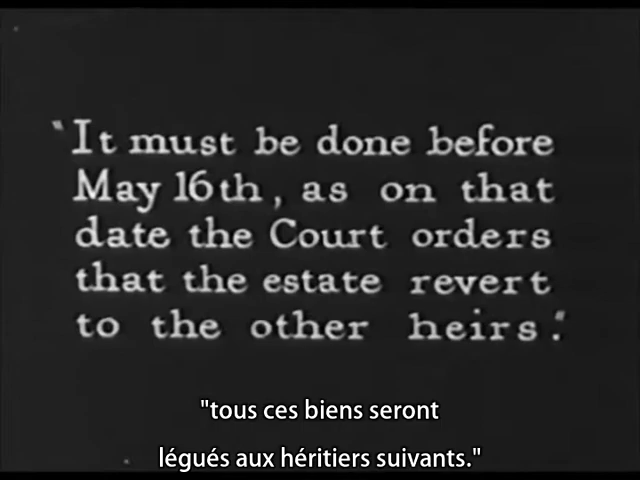 "It must be done before
May 16th, as on that
date the Court orders
that the estate revert
to the other heirs."
"tous ces biens seront
légués aux héritiers suivants."